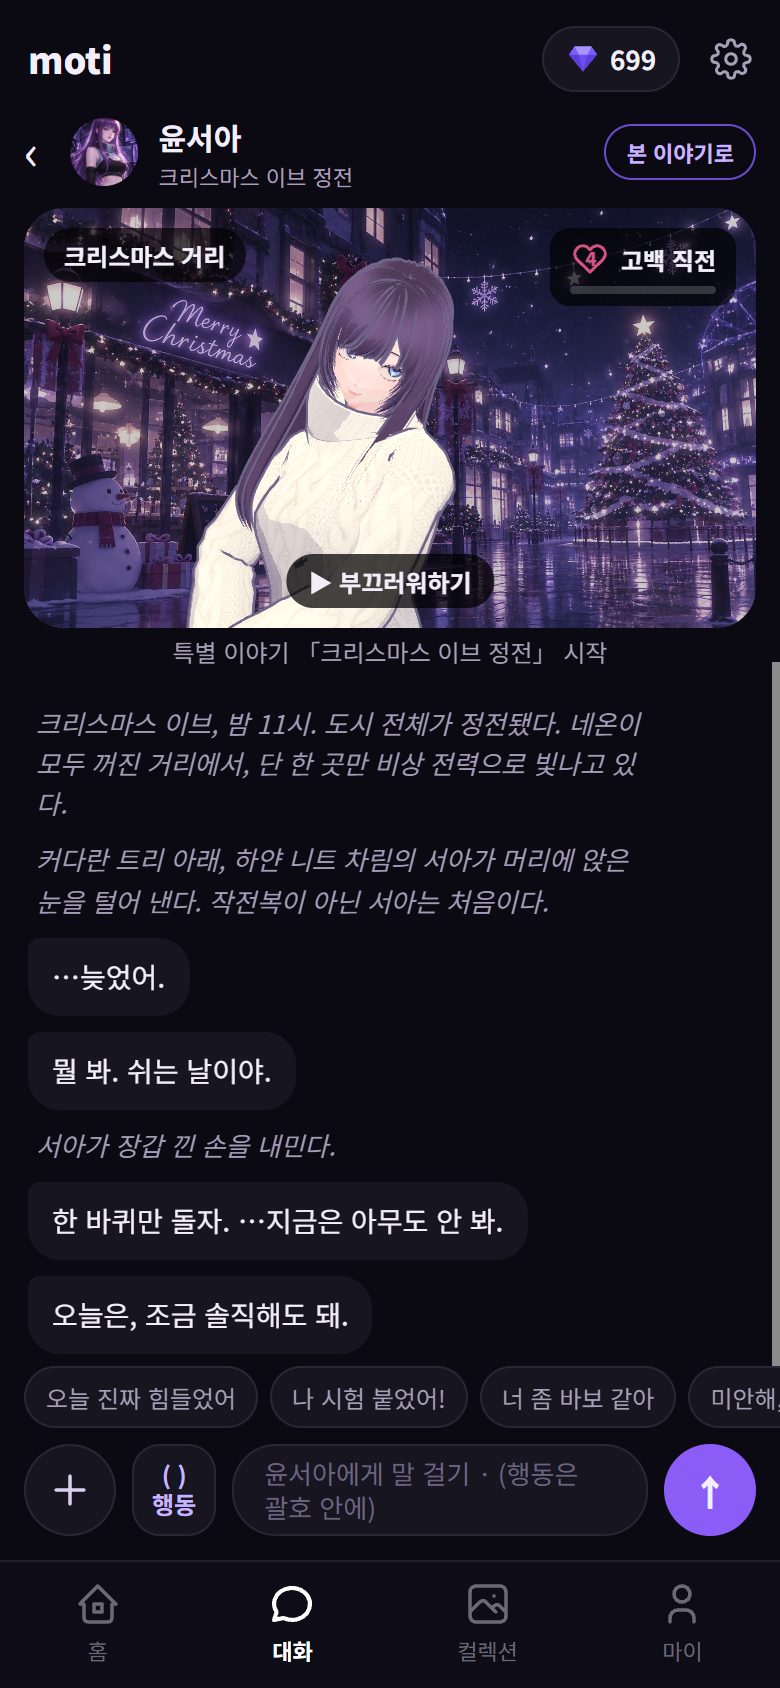 moti
699
윤서아
크리스마스 이브 정전
본 이야기로
크리스마스 거리
4
고백 직전
Merry
Christmas
▶ 부끄러워하기
특별 이야기 「크리스마스 이브 정전」 시작
크리스마스 이브, 밤 11시. 도시 전체가 정전됐다. 네온이
모두 꺼진 거리에서, 단 한 곳만 비상 전력으로 빛나고 있
다.
커다란 트리 아래, 하얀 니트 차림의 서아가 머리에 앉은
눈을 털어 낸다. 작전복이 아닌 서아는 처음이다.
…늦었어.
뭘 봐. 쉬는 날이야.
서아가 장갑 낀 손을 내민다.
한 바퀴만 돌자. …지금은 아무도 안 봐.
오늘은, 조금 솔직해도 돼.
오늘 진짜 힘들었어
나 시험 붙었어!
너 좀 바보 같아
미안해,
( )
행동
윤서아에게 말 걸기 · (행동은
괄호 안에)
홈
대화
컬렉션
마이